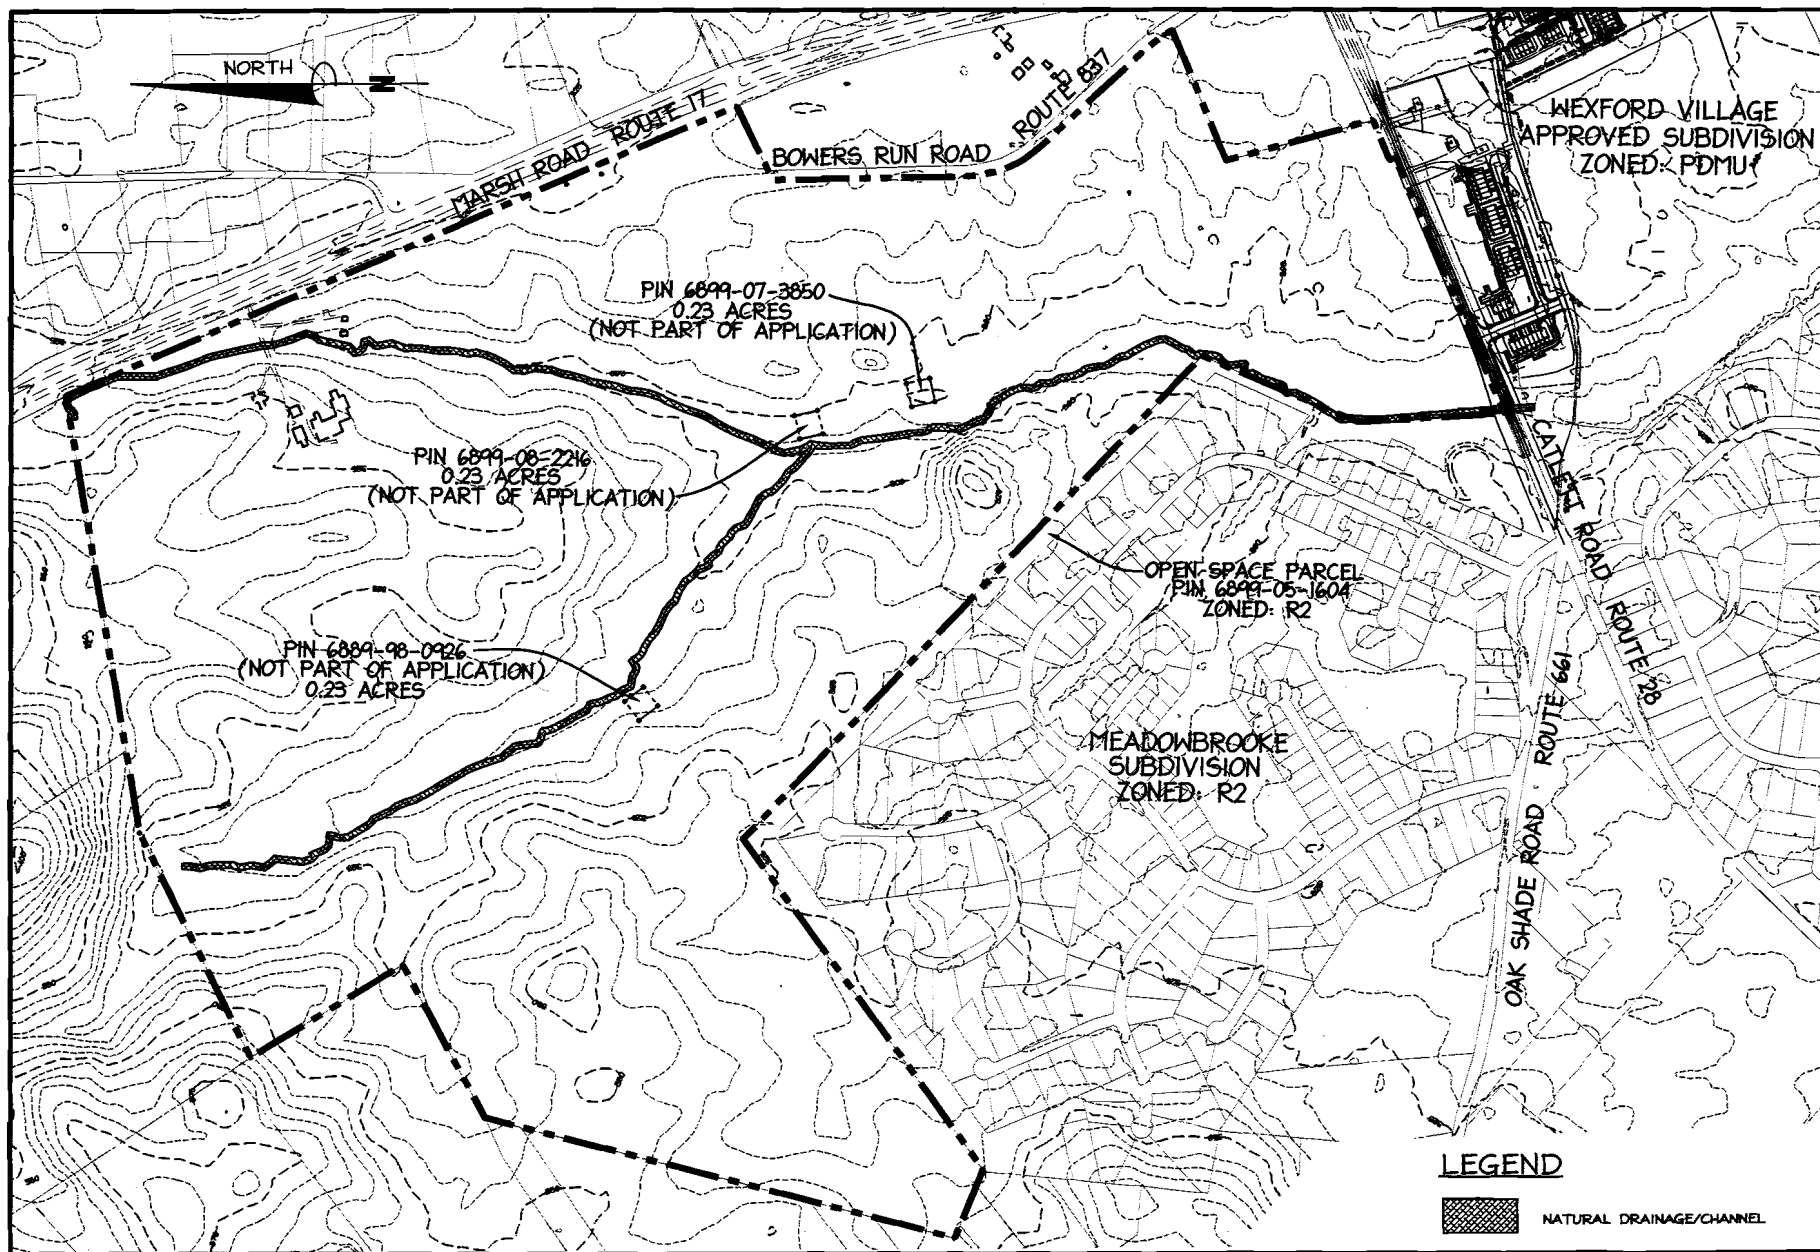 NORTH
N
MARSH ROAD ROUTE 17
BOWERS RUN ROAD
ROUTE 837
WEXFORD VILLAGE
APPROVED SUBDIVISION
ZONED: PDMU
PIN 6899-07-3850
0.23 ACRES
(NOT PART OF APPLICATION)
PIN 6899-08-2216
0.23 ACRES
(NOT PART OF APPLICATION)
PIN 6889-98-0926
(NOT PART OF APPLICATION)
0.23 ACRES
OPEN SPACE PARCEL
PIN 6899-05-1604
ZONED: R2
CATLETT ROAD ROUTE 28
MEADOWBROOKE
SUBDIVISION
ZONED: R2
OAK SHADE ROAD ROUTE 661
LEGEND
NATURAL DRAINAGE/CHANNEL